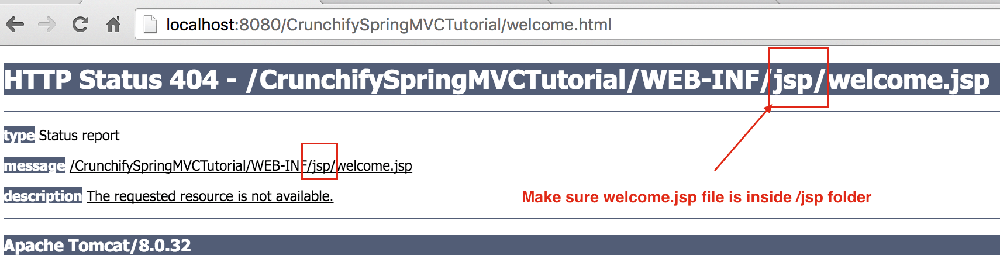 localhost:8080/CrunchifySpringMVCTutorial/welcome.html
HTTP Status 404 - /CrunchifySpringMVCTutorial/WEB-INF/jsp/welcome.jsp
type Status report
message /CrunchifySpringMVCTutorial/WEB-INF/jsp/welcome.jsp
description The requested resource is not available.
Make sure welcome.jsp file is inside /jsp folder
Apache Tomcat/8.0.32